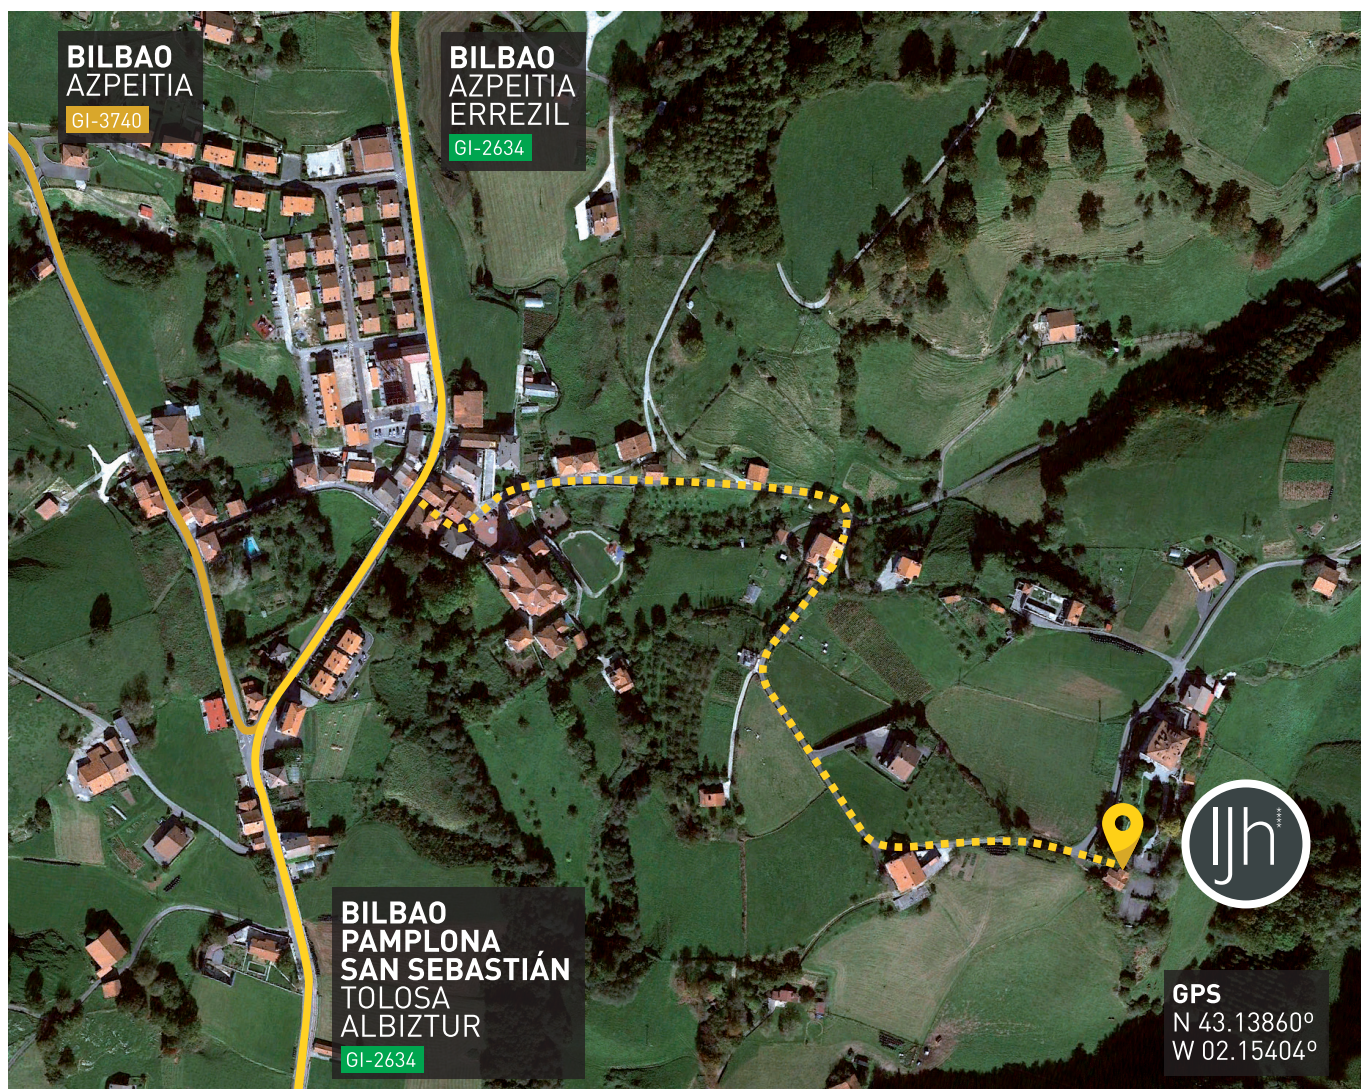 BILBAO
AZPEITIA
GI-3740
BILBAO
AZPEITIA
ERREZIL
GI-2634
IJh
****
BILBAO
PAMPLONA
SAN SEBASTIÁN
TOLOSA
ALBIZTUR
GI-2634
GPS
N 43.13860º
W 02.15404º